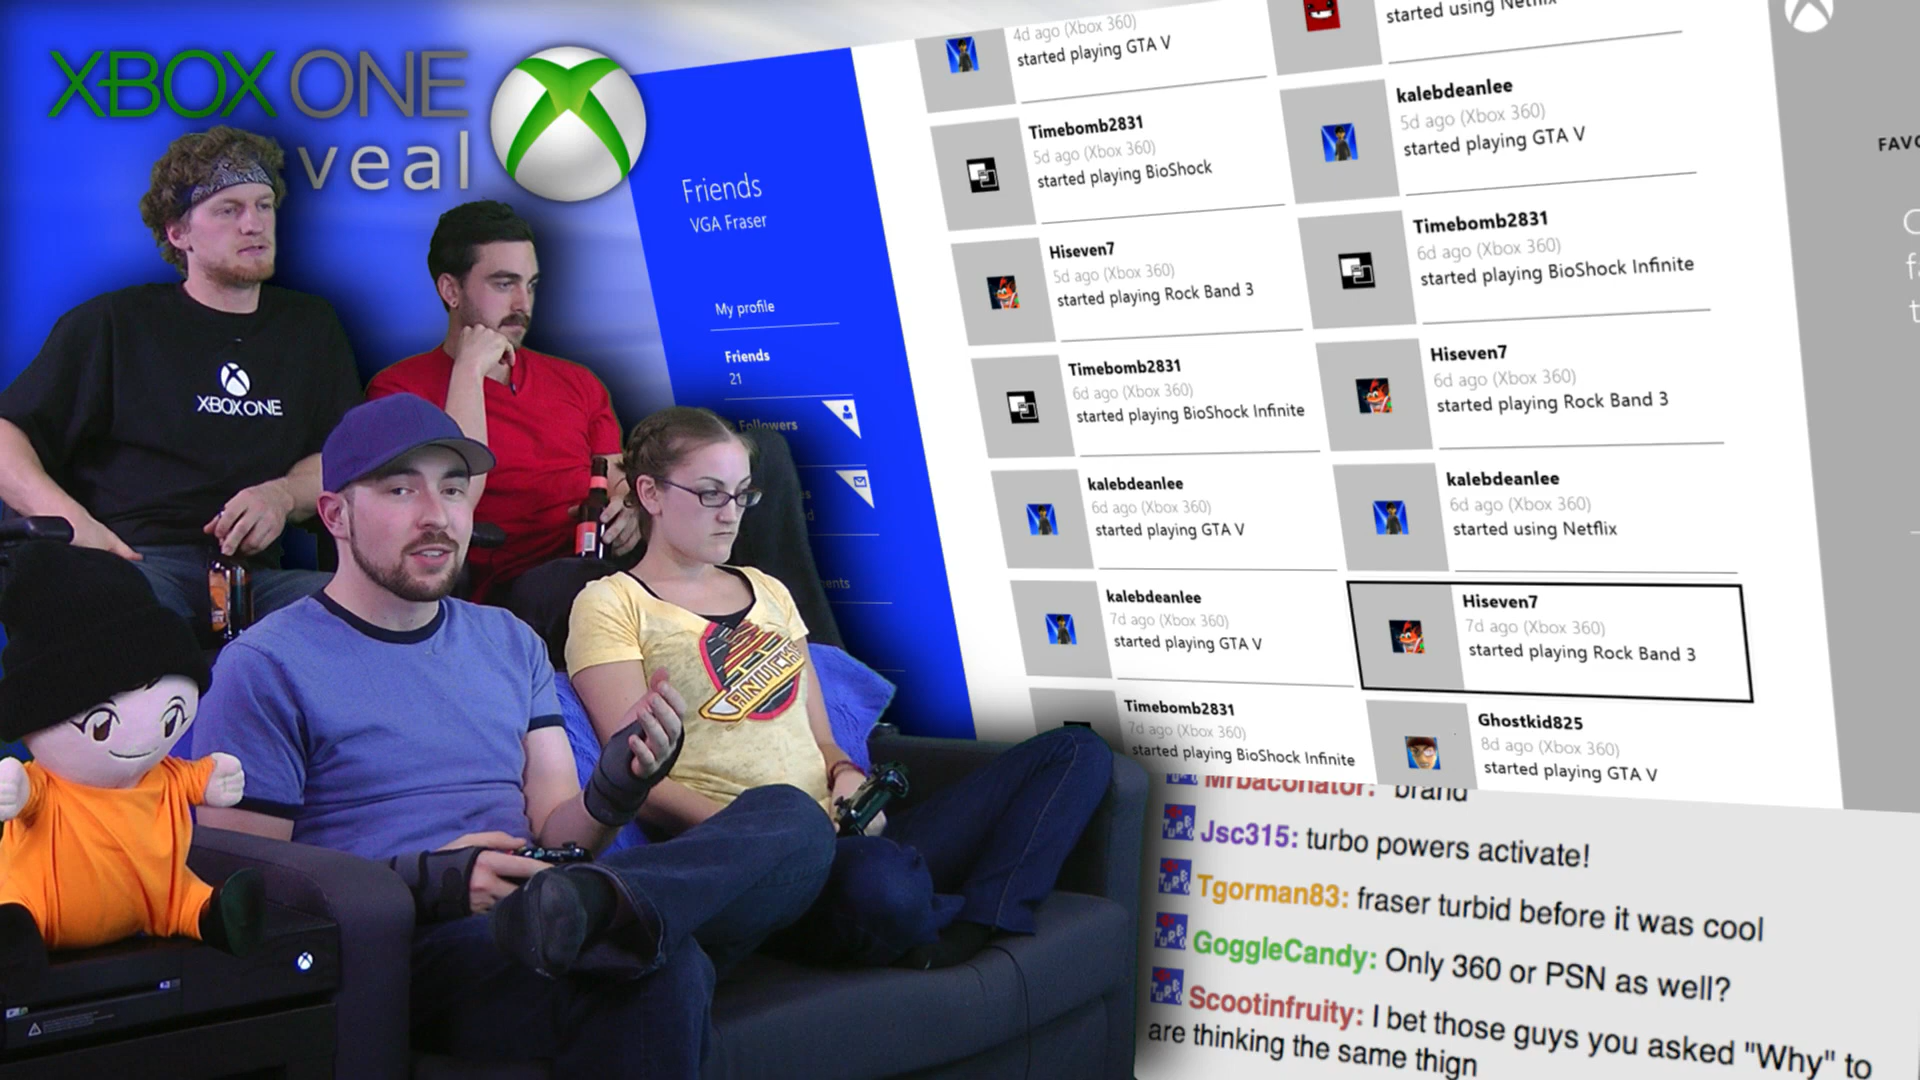 XBOX ONE
veal
XBOX ONE
Friends
VGA Fraser
My profile
Friends
21
Followers
4d ago (Xbox 360)
started playing GTA V
Timebomb2831
5d ago (Xbox 360)
started playing BioShock
Hiseven7
5d ago (Xbox 360)
started playing Rock Band 3
Timebomb2831
6d ago (Xbox 360)
started playing BioShock Infinite
kalebdeanlee
6d ago (Xbox 360)
started playing GTA V
kalebdeanlee
7d ago (Xbox 360)
started playing GTA V
Timebomb2831
7d ago (Xbox 360)
started playing BioShock Infinite
started using Netflix
kalebdeanlee
5d ago (Xbox 360)
started playing GTA V
Timebomb2831
6d ago (Xbox 360)
started playing BioShock Infinite
Hiseven7
6d ago (Xbox 360)
started playing Rock Band 3
kalebdeanlee
6d ago (Xbox 360)
started using Netflix
Hiseven7
7d ago (Xbox 360)
started playing Rock Band 3
Ghostkid825
8d ago (Xbox 360)
started playing GTA V
FAVO
Mrbaconator: brand
Jsc315: turbo powers activate!
Tgorman83: fraser turbid before it was cool
GoggleCandy: Only 360 or PSN as well?
Scootinfruity: I bet those guys you asked "Why" to
are thinking the same thign